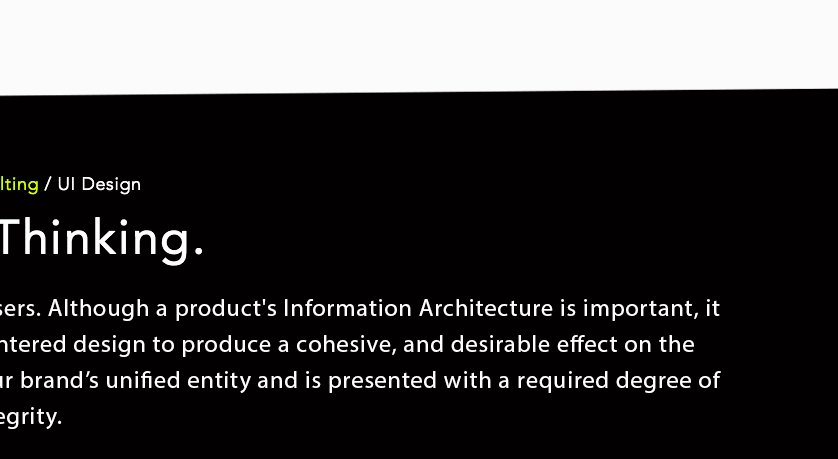 lting / UI Design
Thinking.
sers. Although a product's Information Architecture is important, it
ntered design to produce a cohesive, and desirable effect on the
ur brand’s unified entity and is presented with a required degree of
egrity.